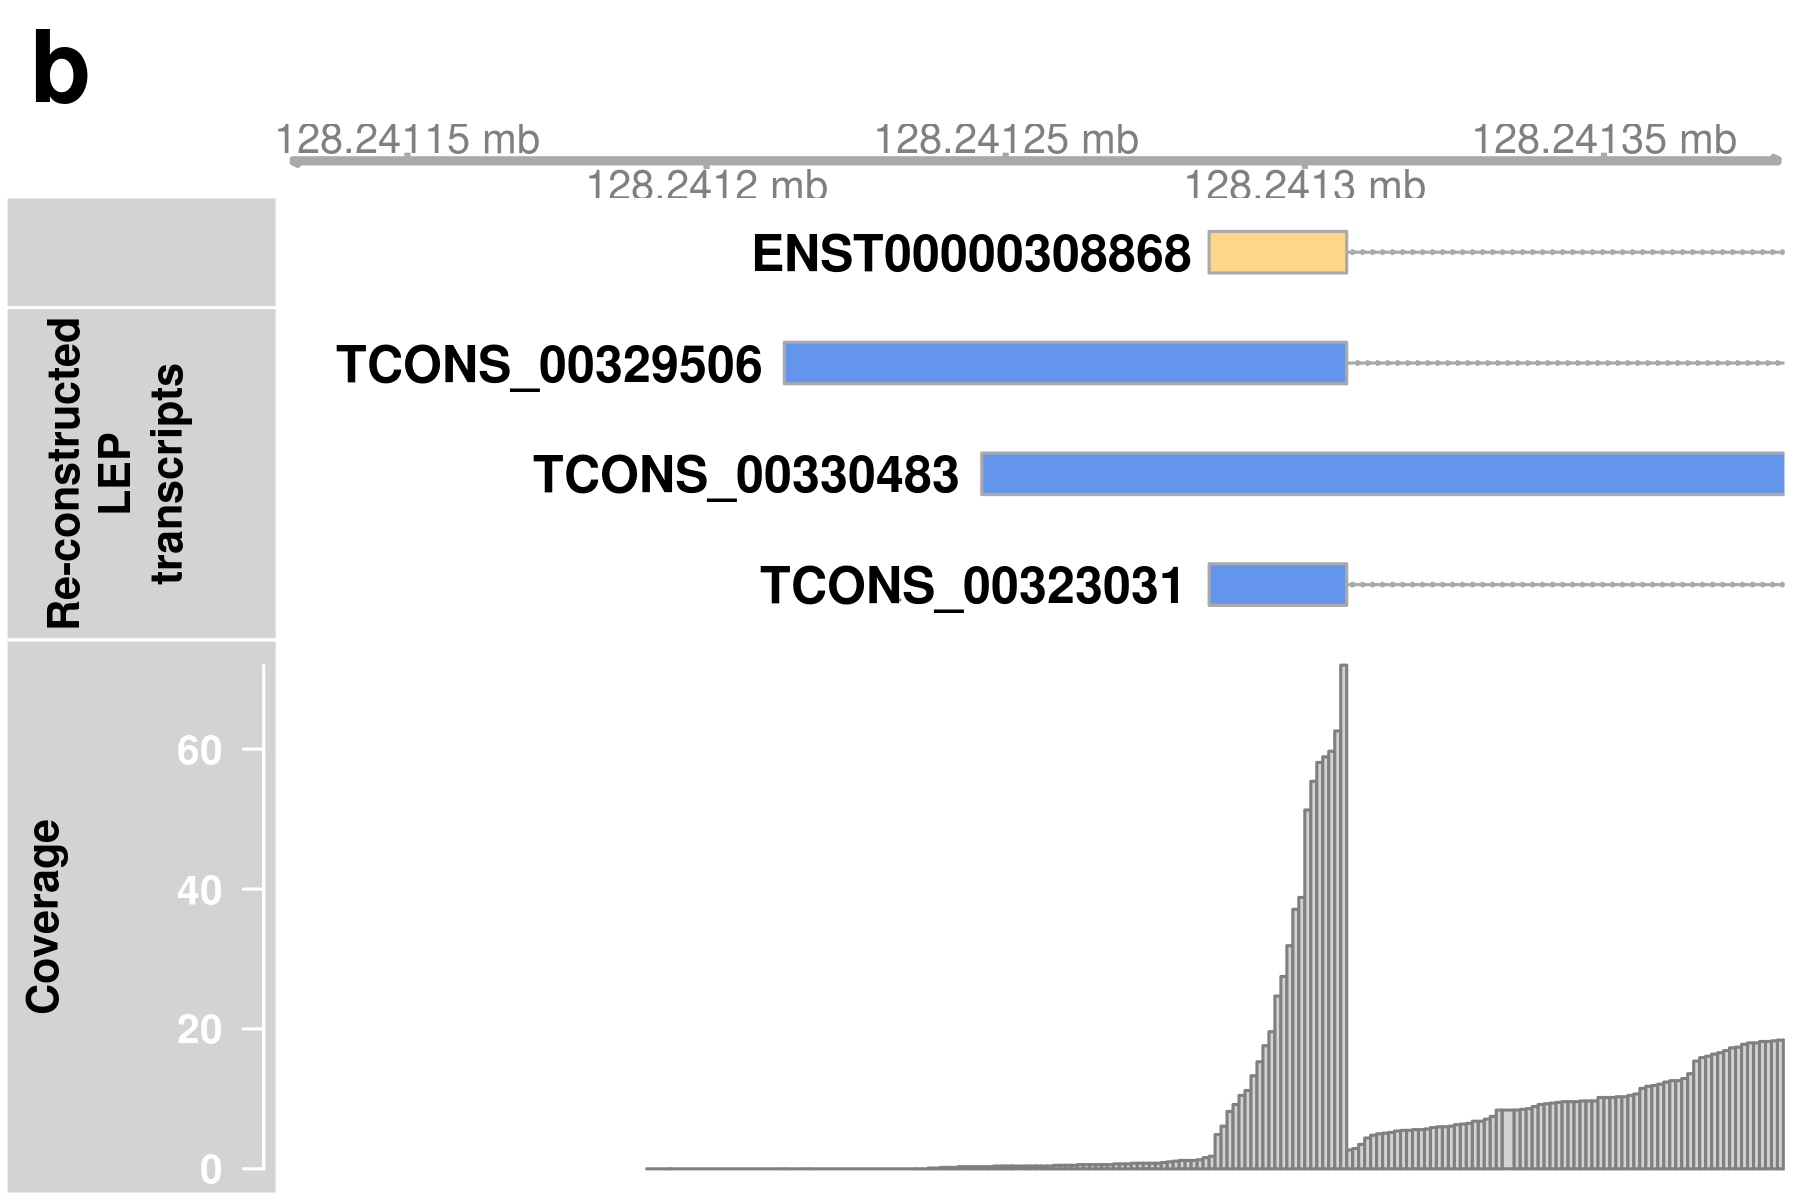 b
128.24115 mb
128.24125 mb
128.24135 mb
128.2412 mb
128.2413 mb
ENST00000308868
Re-constructed
LEP
transcripts
TCONS_00329506
TCONS_00330483
TCONS_00323031
Coverage
60
40
20
0